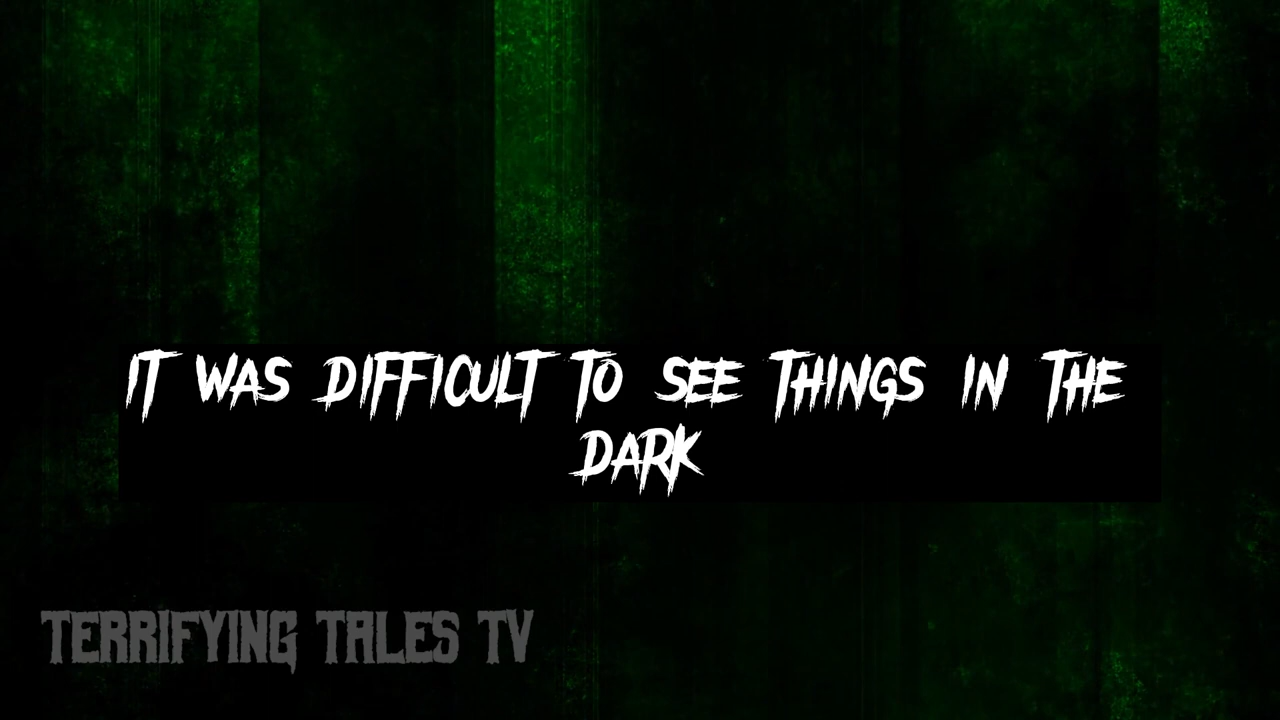 IT WAS DIFFICULT TO SEE THINGS IN THE
DARK
TERRIFYING TALES TV